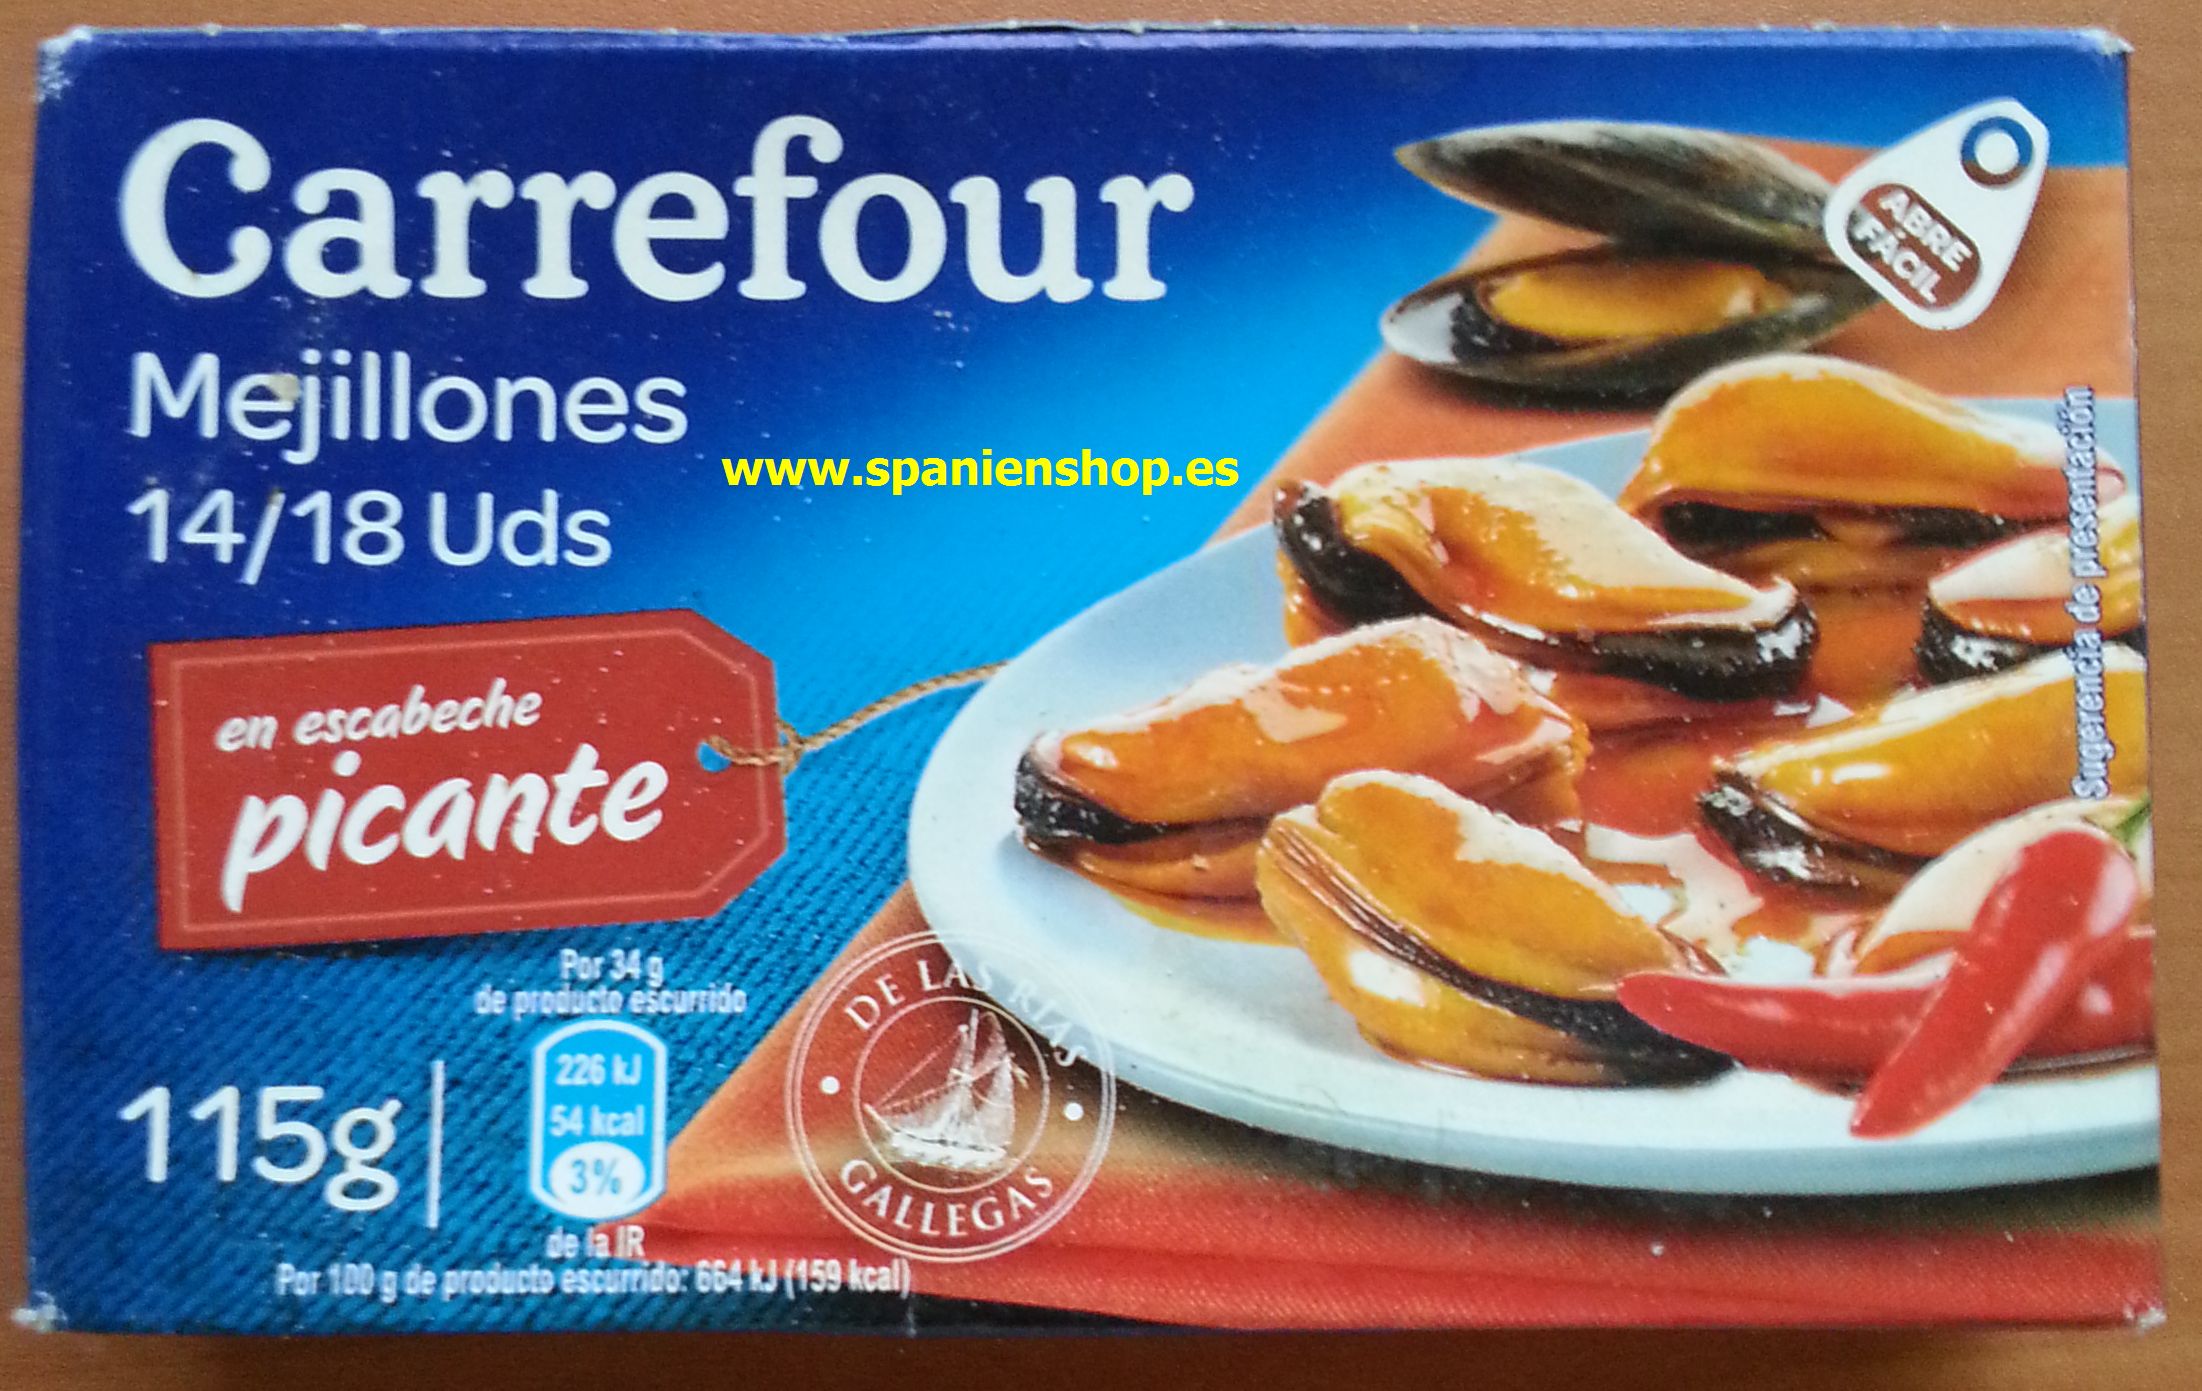 Carrefour
Mejillones
14/18 Uds
www.spanienshop.es
ABRE
FÁCIL
Sugerencia de presentación
en escabeche
picante
Por 34 g
de producto escurrido
226 kJ
54 kcal
3%
de la IR
115g
DE LAS RÍAS
GALLEGAS
Por 100 g de producto escurrido: 664 kJ (159 kcal)